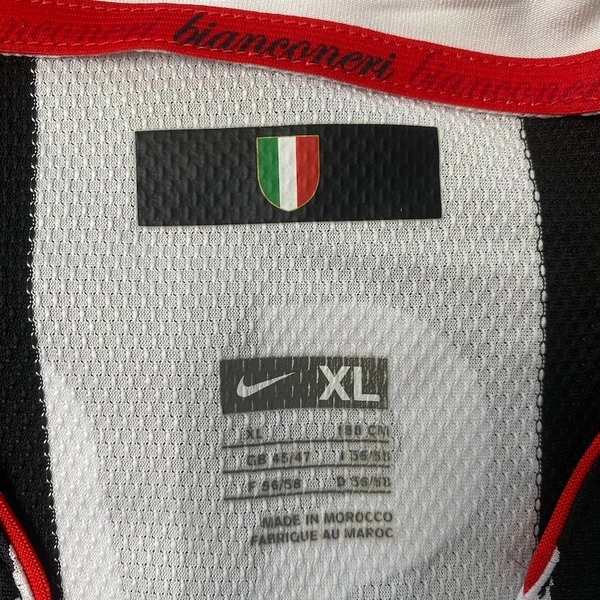 bianconeri bianconeri bianconeri
XL
XL 188 CM
GB 45/47 I 56/58
F 56/58 D 56/58
MADE IN MOROCCO
FABRIQUE AU MAROC